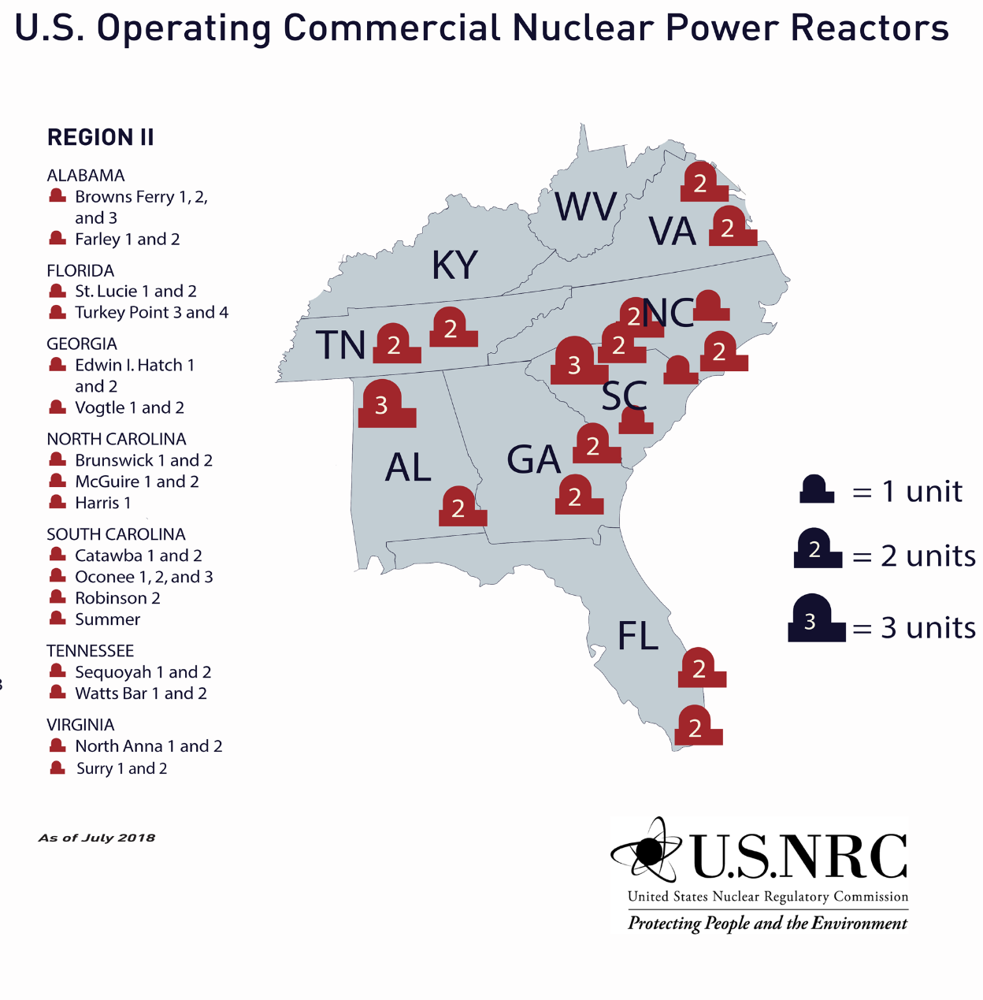 U.S. Operating Commercial Nuclear Power Reactors
REGION II
ALABAMA
Browns Ferry 1, 2,
and 3
Farley 1 and 2
FLORIDA
St. Lucie 1 and 2
Turkey Point 3 and 4
GEORGIA
Edwin I. Hatch 1
and 2
Vogtle 1 and 2
NORTH CAROLINA
Brunswick 1 and 2
McGuire 1 and 2
Harris 1
SOUTH CAROLINA
Catawba 1 and 2
Oconee 1, 2, and 3
Robinson 2
Summer
TENNESSEE
Sequoyah 1 and 2
Watts Bar 1 and 2
VIRGINIA
North Anna 1 and 2
Surry 1 and 2
As of July 2018
WV
2
VA
2
KY
2
NC
TN
2
2
2
2
3
SC
3
2
AL
GA
2
2
FL
2
2
= 1 unit
2 = 2 units
3 = 3 units
U.S.NRC
United States Nuclear Regulatory Commission
Protecting People and the Environment